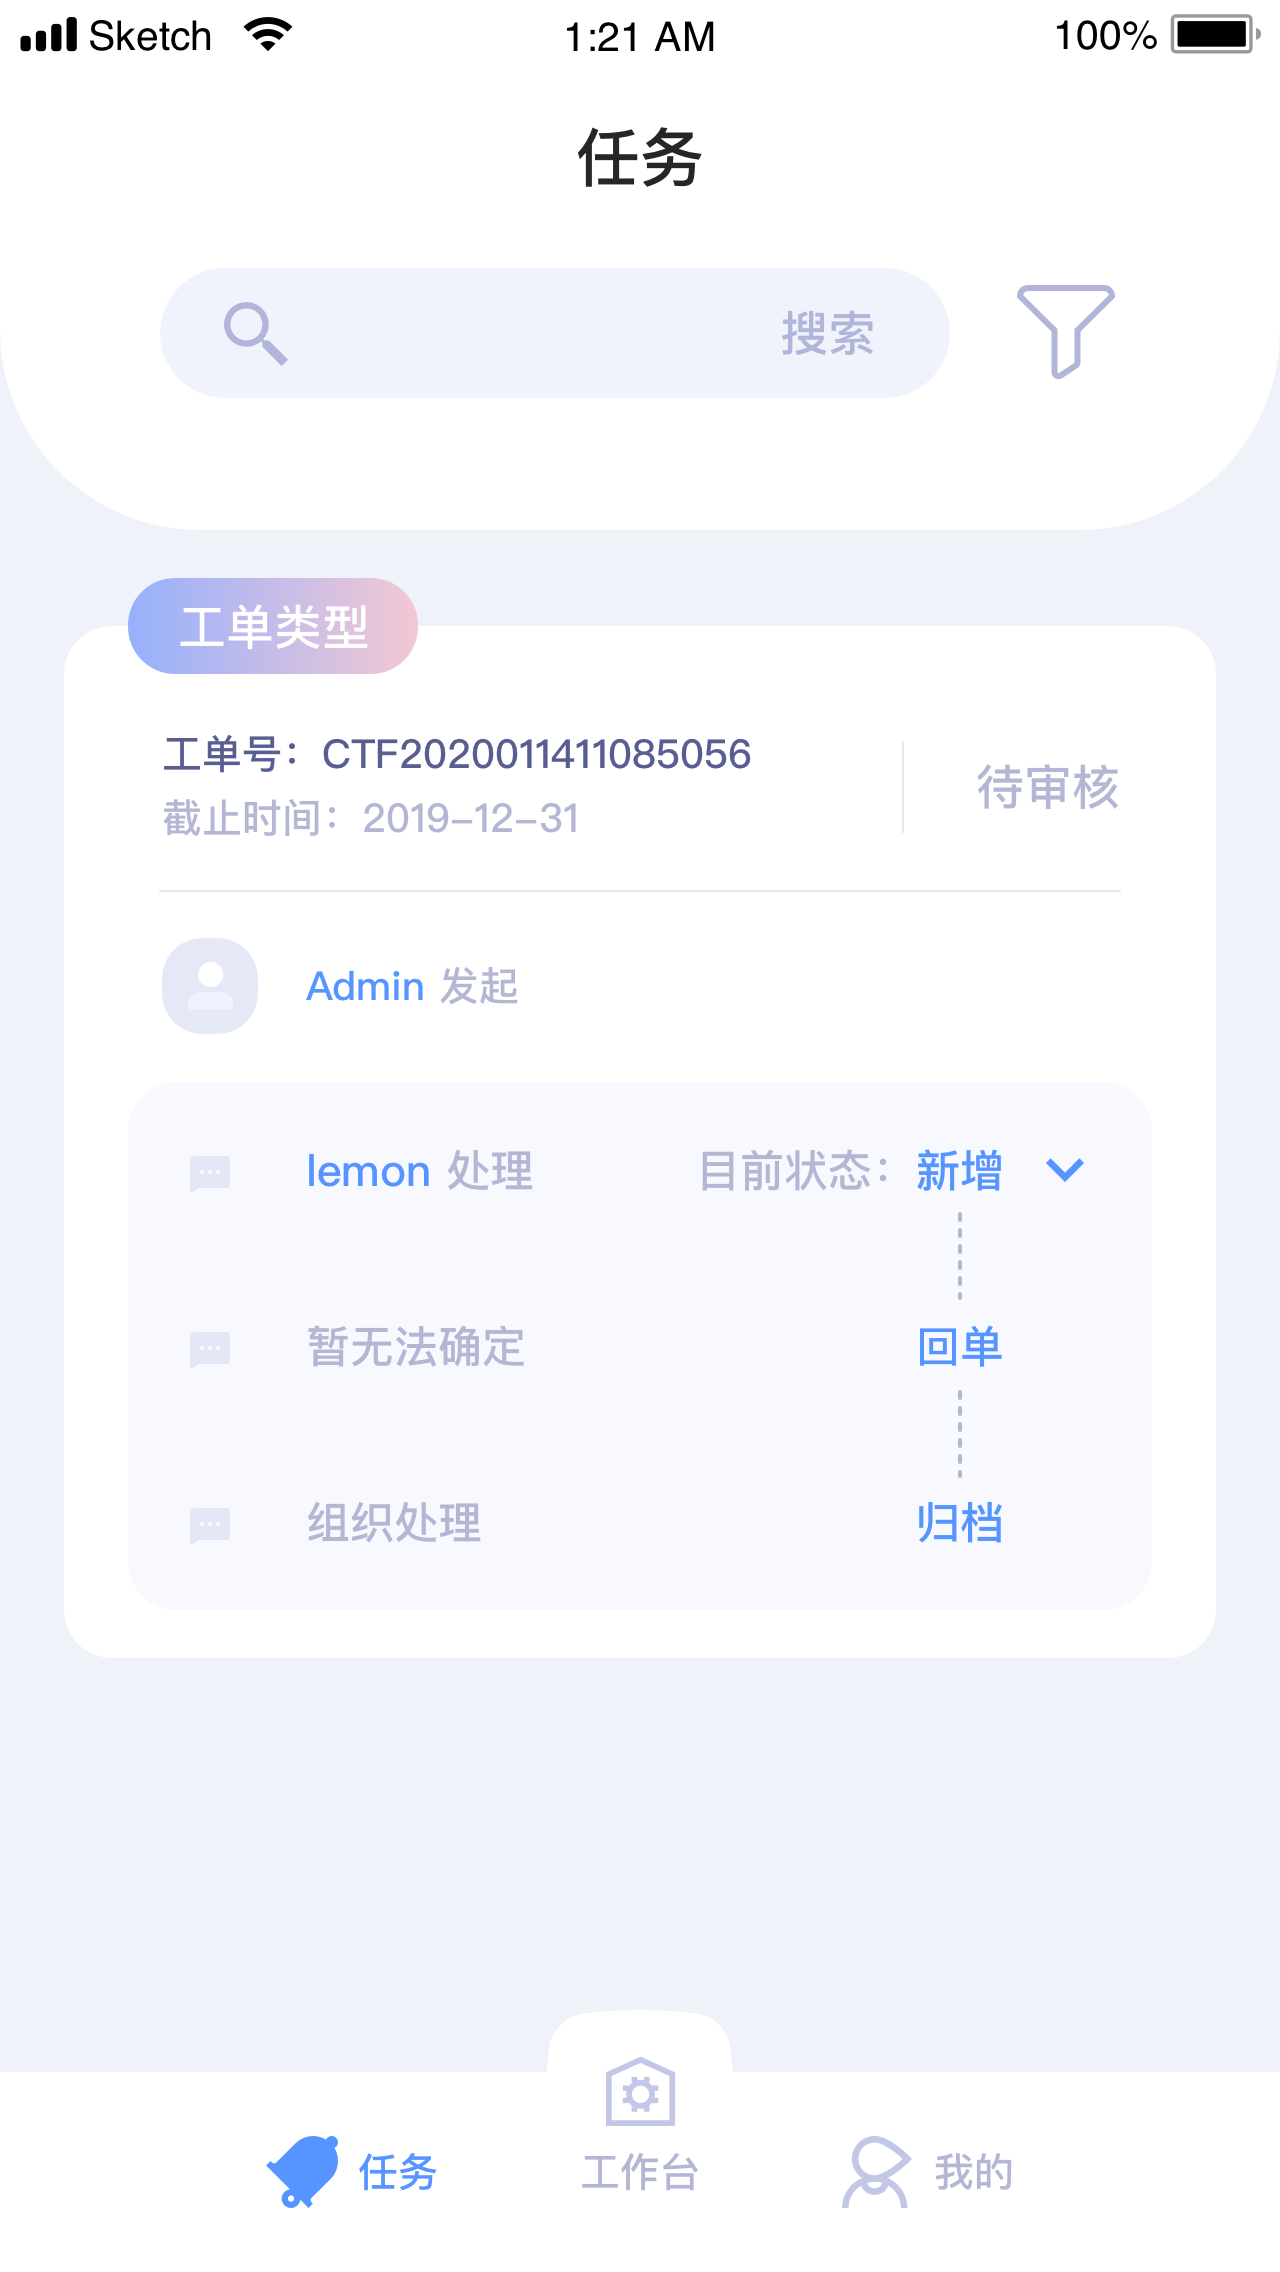 Sketch 1:21 AM 100%
任务
搜索
工单类型
工单号：CTF2020011411085056
截止时间：2019-12-31
待审核
Admin 发起
lemon 处理 目前状态：新增
暂无法确定 回单
组织处理 归档
任务 工作台 我的